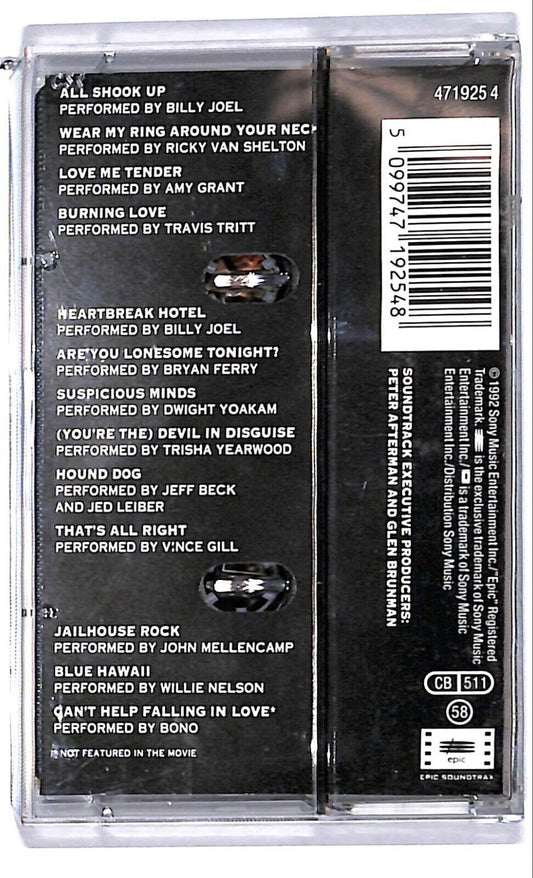 ALL SHOOK UP
PERFORMED BY BILLY JOEL
WEAR MY RING AROUND YOUR NECK
PERFORMED BY RICKY VAN SHELTON
LOVE ME TENDER
PERFORMED BY AMY GRANT
BURNING LOVE
PERFORMED BY TRAVIS TRITT
HEARTBREAK HOTEL
PERFORMED BY BILLY JOEL
ARE YOU LONESOME TONIGHT?
PERFORMED BY BRYAN FERRY
SUSPICIOUS MINDS
PERFORMED BY DWIGHT YOAKAM
(YOU'RE THE) DEVIL IN DISGUISE
PERFORMED BY TRISHA YEARWOOD
HOUND DOG
PERFORMED BY JEFF BECK
AND JED LEIBER
THAT'S ALL RIGHT
PERFORMED BY VINCE GILL
JAILHOUSE ROCK
PERFORMED BY JOHN MELLENCAMP
BLUE HAWAII
PERFORMED BY WILLIE NELSON
CAN'T HELP FALLING IN LOVE*
PERFORMED BY BONO
* NOT FEATURED IN THE MOVIE
471925 4
5 099747 192548
© 1992 Sony Music Entertainment Inc./"Epic" Registered
Trademark. is the exclusive trademark of Sony Music
Entertainment Inc./ is a trademark of Sony Music
Entertainment Inc./Distribution Sony Music
SOUNDTRACK EXECUTIVE PRODUCERS:
PETER AFTERMAN AND GLEN BRUNMAN
CB 511
58
epic
EPIC SOUNDTRAX